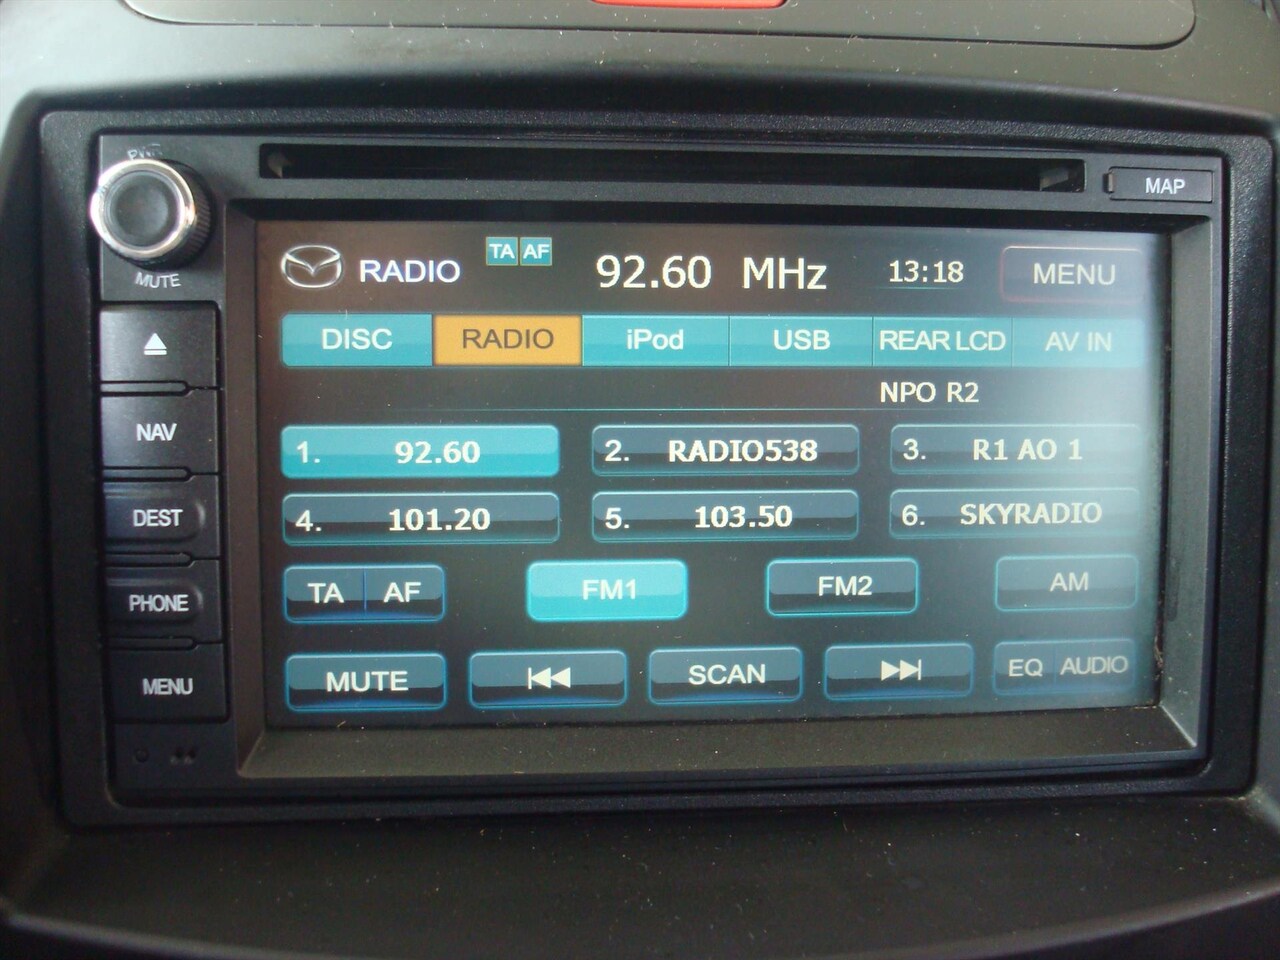 PWR
MAP
MUTE
RADIO TA AF 92.60 MHz 13:18 MENU
DISC RADIO iPod USB REAR LCD AV IN
NPO R2
1. 92.60 2. RADIO538 3. R1 AO 1
4. 101.20 5. 103.50 6. SKYRADIO
TA AF FM1 FM2 AM
MUTE SCAN EQ AUDIO
NAV
DEST
PHONE
MENU